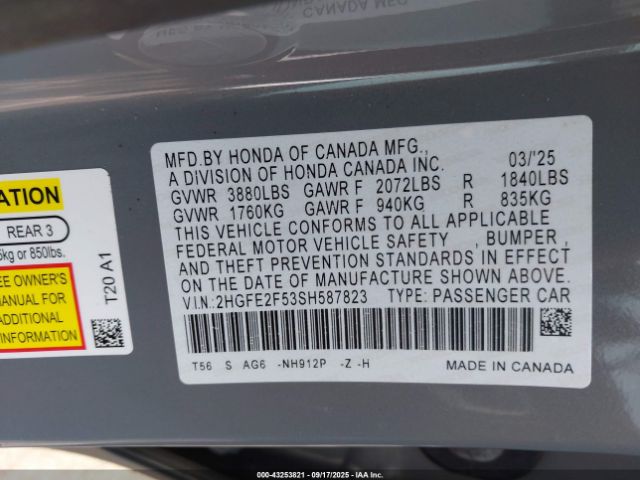 CANADA MFG
MFD.BY HONDA OF CANADA MFG.,
A DIVISION OF HONDA CANADA INC. 03/'25
GVWR 3880LBS GAWR F 2072LBS R 1840LBS
GVWR 1760KG GAWR F 940KG R 835KG
THIS VEHICLE CONFORMS TO ALL APPLICABLE
FEDERAL MOTOR VEHICLE SAFETY , BUMPER ,
AND THEFT PREVENTION STANDARDS IN EFFECT
ON THE DATE OF MANUFACTURE SHOWN ABOVE.
V.I.N:2HGFE2F53SH587823 TYPE: PASSENGER CAR
T56 S AG6 -NH912P -Z -H MADE IN CANADA
ATION
REAR 3
kg or 850lbs.
EE OWNER'S
MANUAL FOR
ADDITIONAL
INFORMATION
T20 A1
000 - 43253821 - 09/17/2025 - IAAI.COM